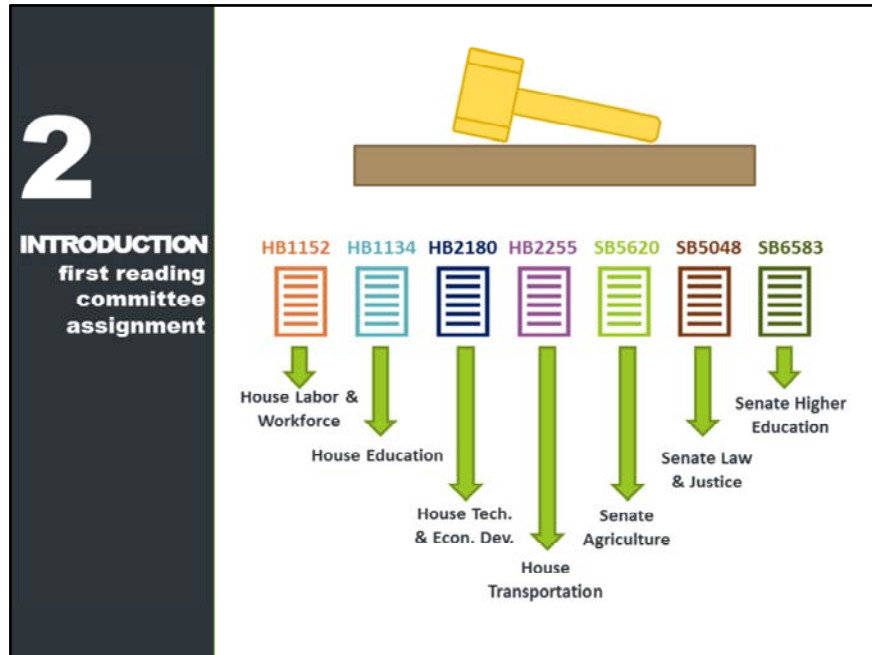 2
INTRODUCTION
first reading
committee
assignment
HB1152 HB1134 HB2180 HB2255 SB5620 SB5048 SB6583
House Labor &
Workforce
House Education
House Tech.
& Econ. Dev.
House
Transportation
Senate
Agriculture
Senate Law
& Justice
Senate Higher
Education